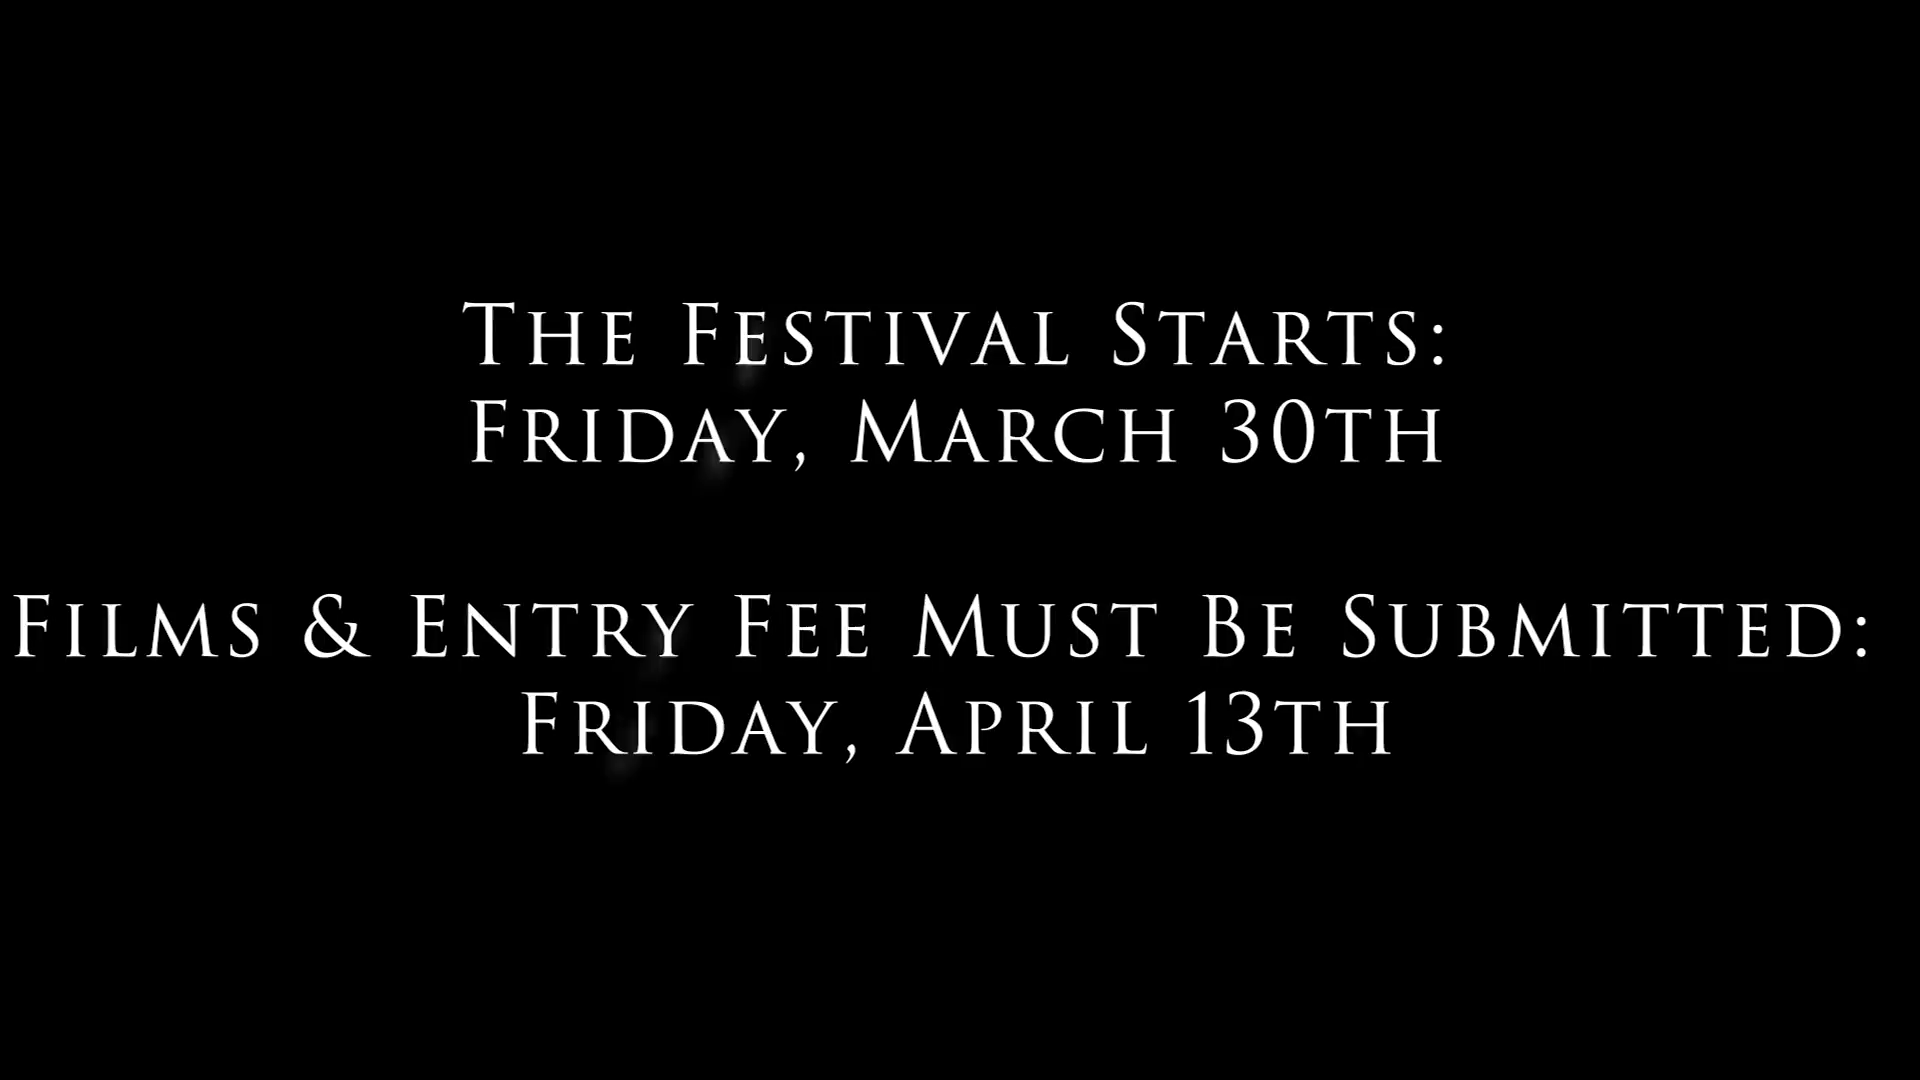 The Festival Starts:
Friday, March 30th
Films & Entry Fee Must Be Submitted:
Friday, April 13th